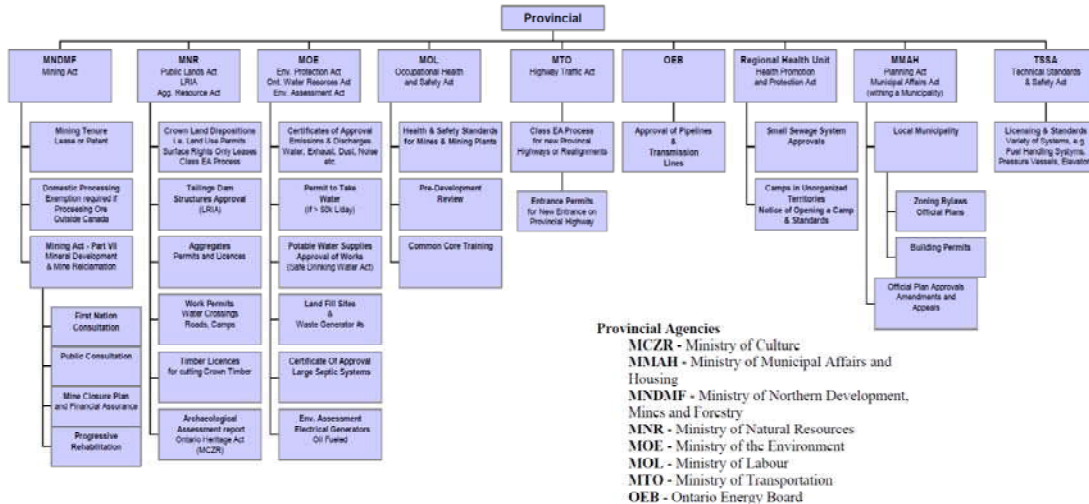 Provincial
MNDMF
Mining Act
MNR
Public Lands Act
LRIA
Agg. Resource Act
MOE
Env. Protection Act
Ont. Water Resorces Act
Env. Assessment Act
MOL
Occupational Health
and Safety Act
MTO
Highway Traffic Act
OEB
Regional Health Unit
Health Promotion
and Protection Act
MMAH
Planning Act
Municipal Affairs Act
(withing a Municipality)
TSSA
Technical Standards
& Safety Act
Mining Tenure
Lease or Patent
Domestic Processing
Exemption required if
Processing Ore
Outside Canada
Mining Act - Part VII
Mineral Development
& Mine Reclamation
First Nation
Consultation
Public Consultation
Mine Closure Plan
and Financial Assurance
Progressive
Rehabilitation
Crown Land Dispositions
i.e. Land Use Permits
Surface Rights Only Leases
Class EA Process
Tailings Dam
Structures Approval
(LRIA)
Aggregates
Permits and Licences
Work Permits
Water Crossings
Roads, Camps
Timber Licences
for cutting Crown Timber
Archaeological
Assessment report
Ontario Heritage Act
(MCZR)
Certificates of Approval
Emissions & Discharges
Water, Exhaust, Dust, Noise
etc.
Permit to Take
Water
(if > 50k L/day)
Potable Water Supplies
Approval of Works
(Safe Drinking Water Act)
Land Fill Sites
&
Waste Generator #s
Certificate Of Approval
Large Septic Systems
Env. Assessment
Electrical Generators
Oil Fueled
Health & Safety Standards
for Mines & Mining Plants
Pre-Development
Review
Common Core Training
Class EA Process
for new Provincial
Highways or Realignments
Entrance Permits
for New Entrance on
Provincial Highway
Approval of Pipelines
&
Transmission
Lines
Small Sewage System
Approvals
Camps in Unorganized
Territories
Notice of Opening a Camp
& Standards
Local Municipality
Zoning Bylaws
Official Plans
Building Permits
Official Plan Approvals
Amendments and
Appeals
Licensing & Standards
Variety of Systems, e.g.
Fuel Handling Systyms,
Pressure Vessels, Elevators
Provincial Agencies
MCZR - Ministry of Culture
MMAH - Ministry of Municipal Affairs and
Housing
MNDMF - Ministry of Northern Development,
Mines and Forestry
MNR - Ministry of Natural Resources
MOE - Ministry of the Environment
MOL - Ministry of Labour
MTO - Ministry of Transportation
OEB - Ontario Energy Board